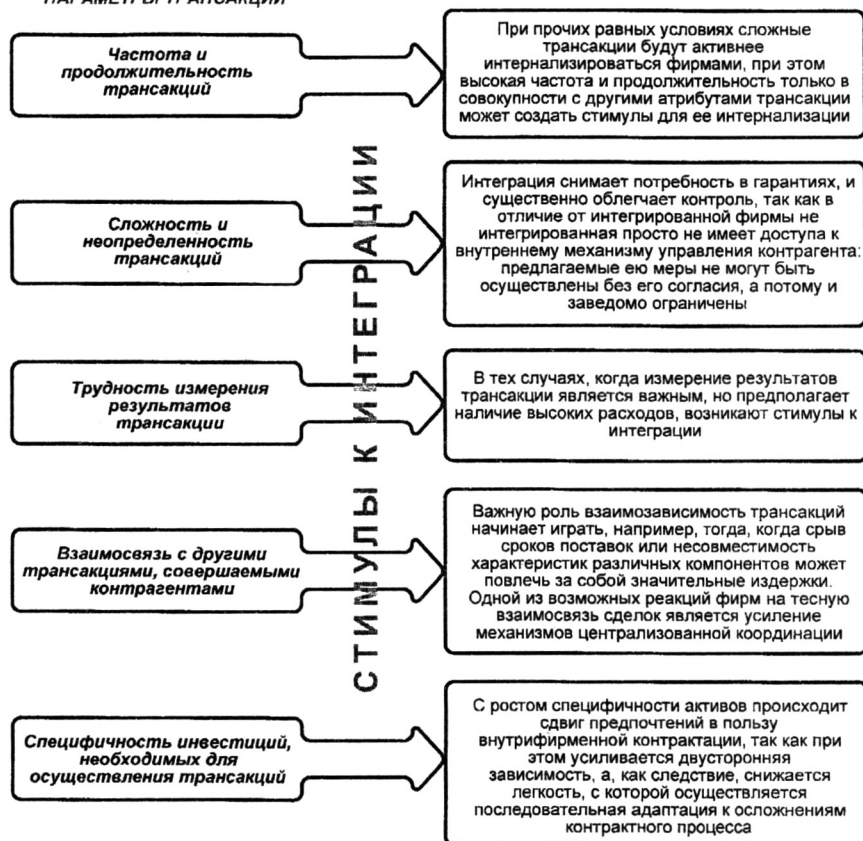 ПАРАМЕТРЫ ТРАНСАКЦИИ
Частота и
продолжительность
трансакций
При прочих равных условиях сложные
трансакции будут активнее
интернализироваться фирмами, при этом
высокая частота и продолжительность только в
совокупности с другими атрибутами трансакции
может создать стимулы для ее интернализации
Сложность и
неопределенность
трансакций
Интеграция снимает потребность в гарантиях, и
существенно облегчает контроль, так как в
отличие от интегрированной фирмы не
интегрированная просто не имеет доступа к
внутреннему механизму управления контрагента:
предлагаемые ею меры не могут быть
осуществлены без его согласия, а потому и
заведомо ограничены
Трудность измерения
результатов
трансакции
В тех случаях, когда измерение результатов
трансакции является важным, но предполагает
наличие высоких расходов, возникают стимулы к
интеграции
Взаимосвязь с другими
трансакциями, совершаемыми
контрагентами
Важную роль взаимозависимость трансакций
начинает играть, например, тогда, когда срыв
сроков поставок или несовместимость
характеристик различных компонентов может
повлечь за собой значительные издержки.
Одной из возможных реакций фирм на тесную
взаимосвязь сделок является усиление
механизмов централизованной координации
Специфичность инвестиций,
необходимых для
осуществления трансакций
С ростом специфичности активов происходит
сдвиг предпочтений в пользу
внутрифирменной контрактации, так как при
этом усиливается двусторонняя
зависимость, а, как следствие, снижается
легкость, с которой осуществляется
последовательная адаптация к осложнениям
контрактного процесса
СТИМУЛЫ К ИНТЕГРАЦИИ